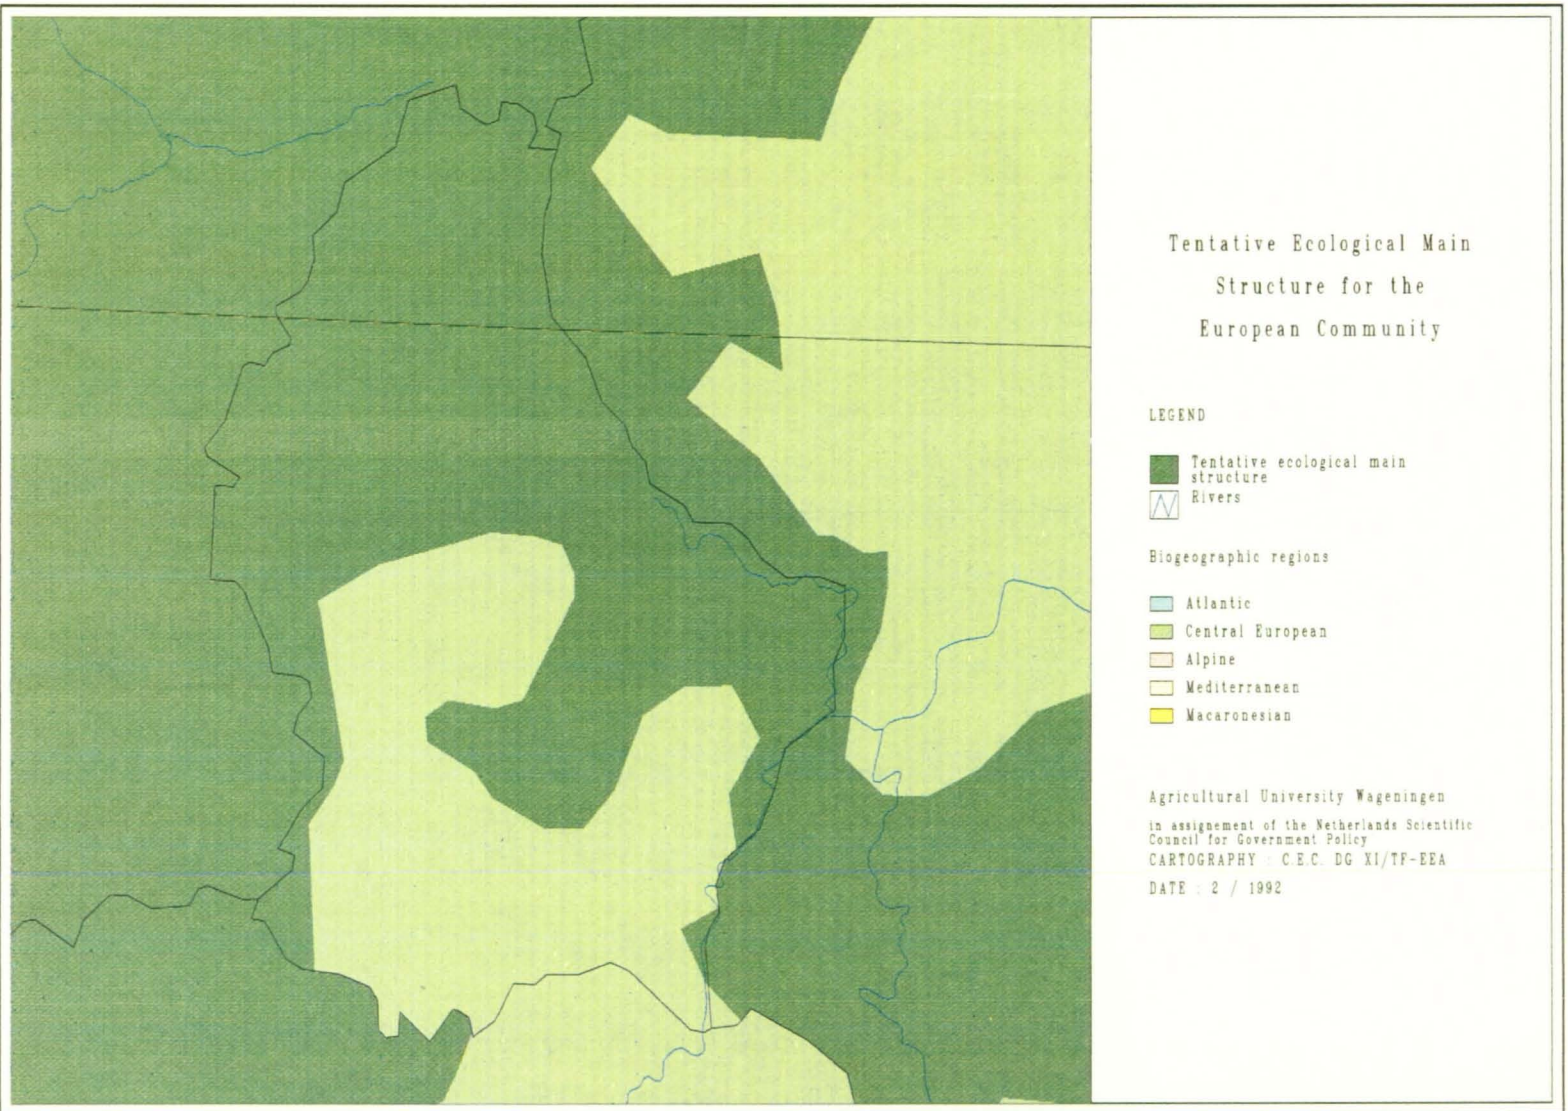 Tentative Ecological Main
Structure for the
European Community
LEGEND
Tentative ecological main
structure
Rivers
Biogeographic regions
Atlantic
Central European
Alpine
Mediterranean
Macaronesian
Agricultural University Wageningen
in assignement of the Netherlands Scientific
Council for Government Policy
CARTOGRAPHY : C.E.C. DG XI/TF-EEA
DATE : 2 / 1992